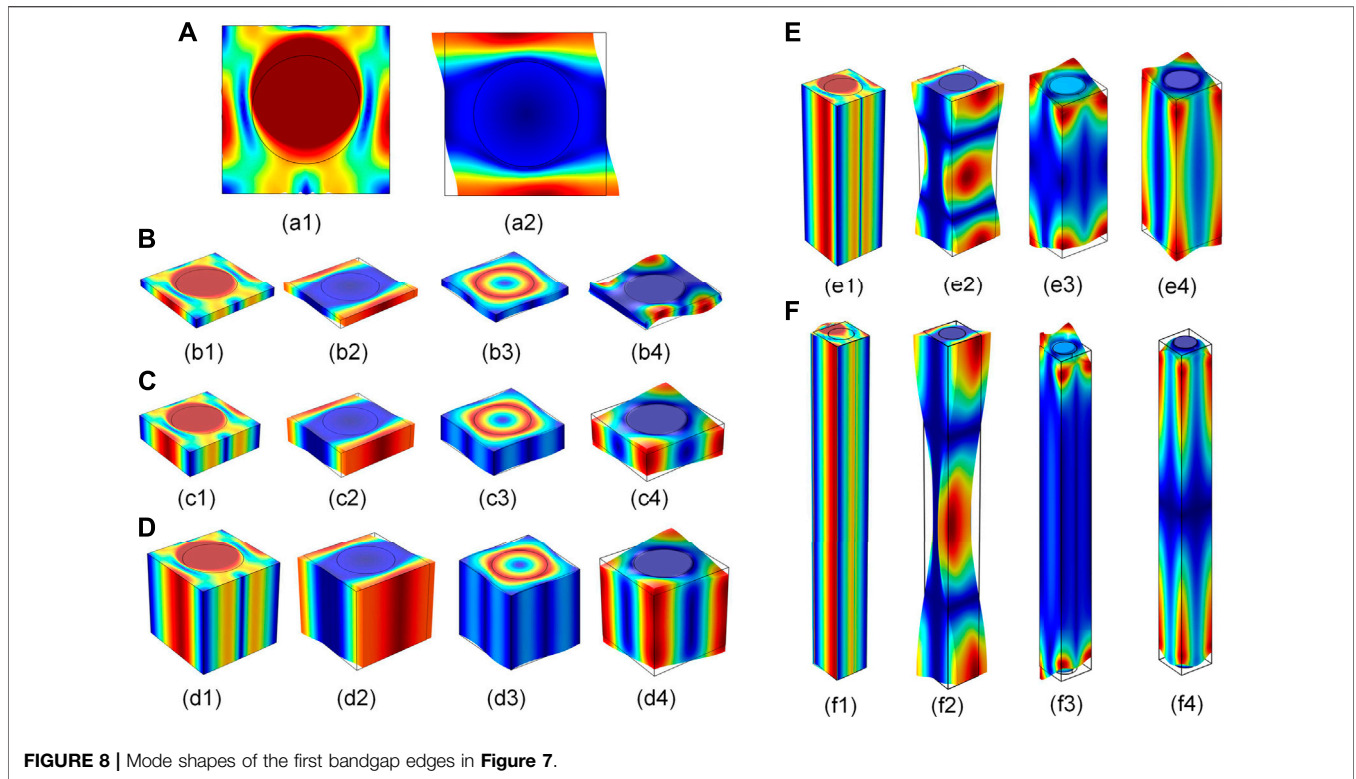 A
(a1) (a2)
B
(b1) (b2) (b3) (b4)
C
(c1) (c2) (c3) (c4)
D
(d1) (d2) (d3) (d4)
E
(e1) (e2) (e3) (e4)
F
(f1) (f2) (f3) (f4)
FIGURE 8 | Mode shapes of the first bandgap edges in Figure 7.